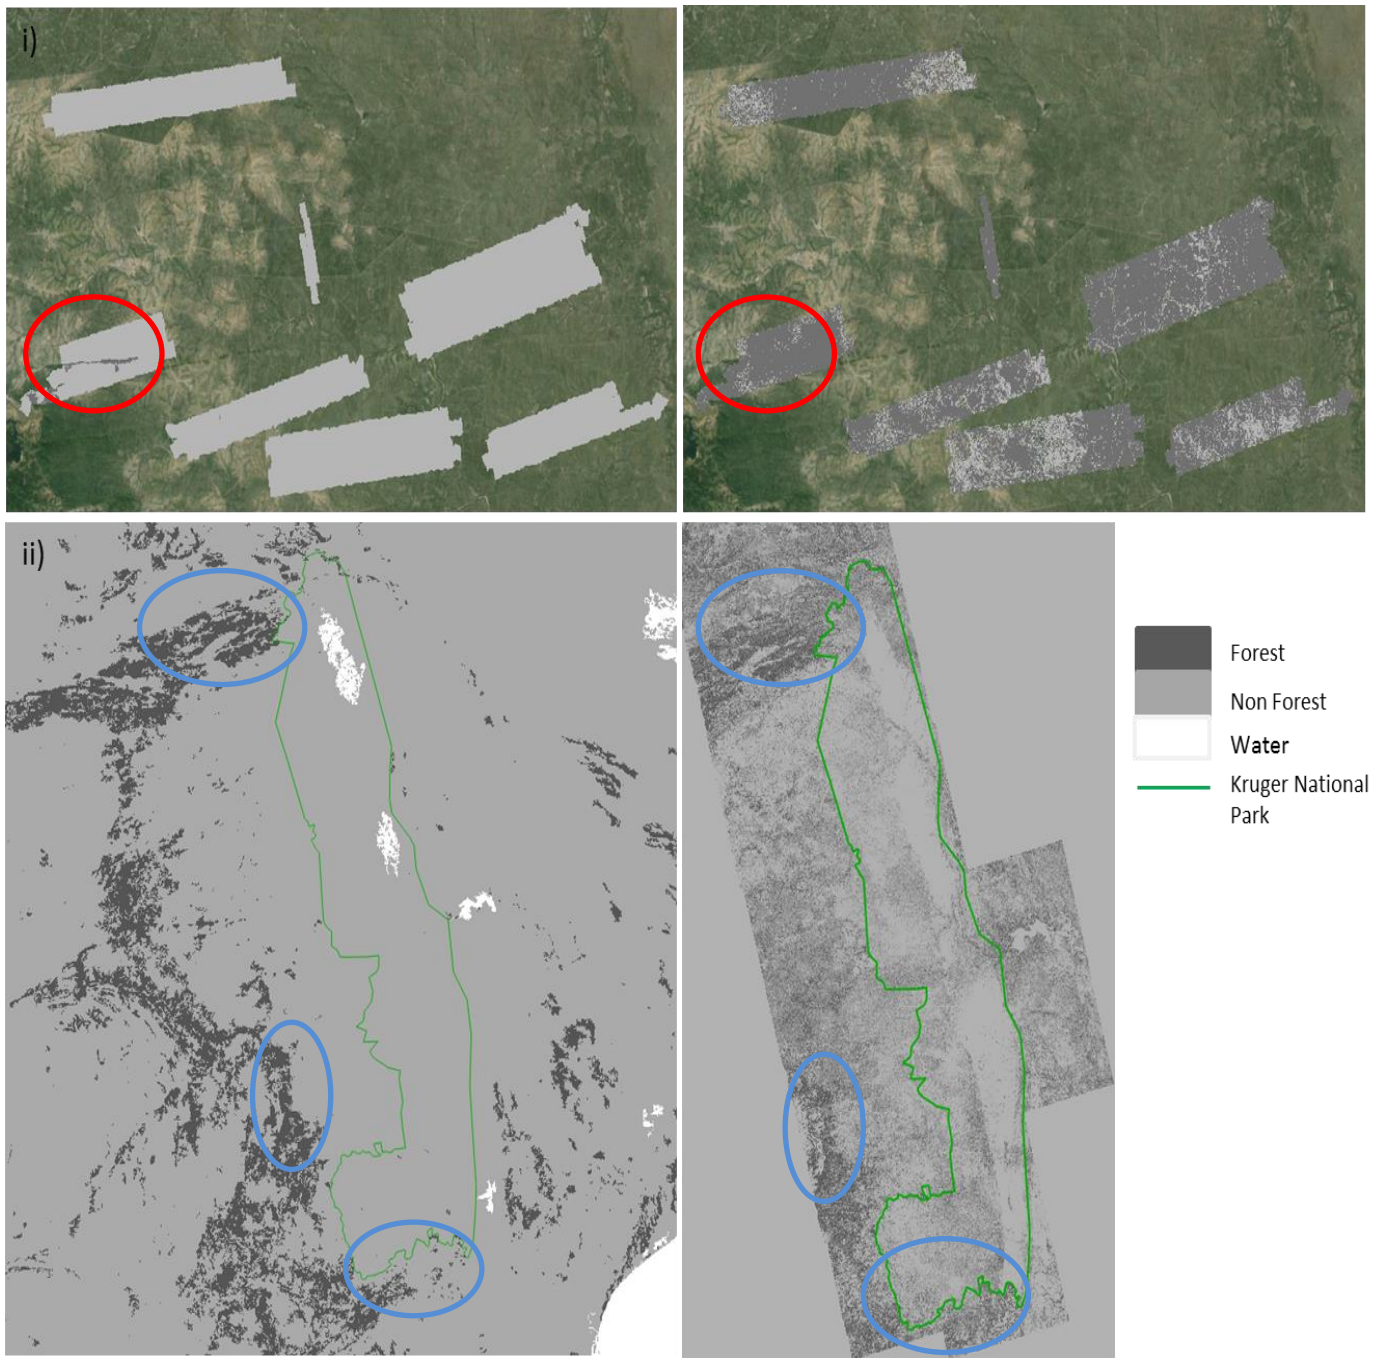 i)
ii)
Forest
Non Forest
Water
Kruger National
Park